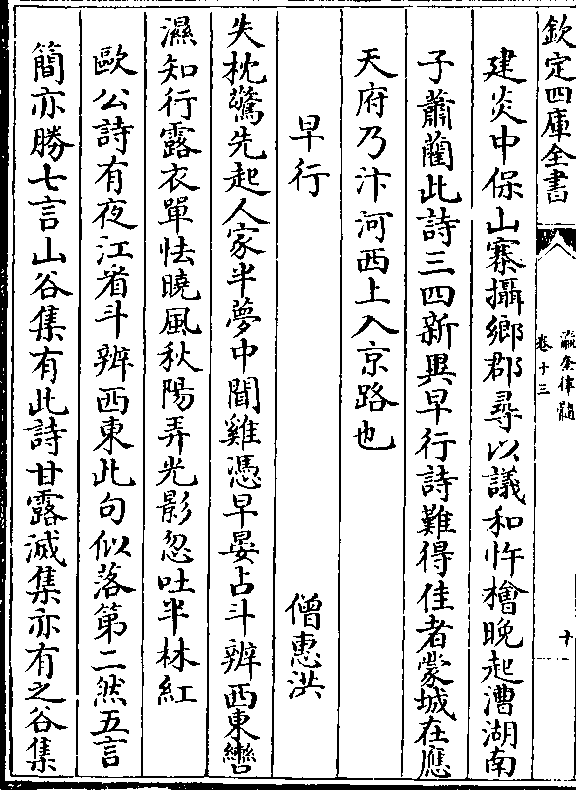 欽定四庫全書
瀛奎律髓
卷十三
十
建炎中保山寨攝鄉郡尋以議和忤檜晚起漕湖南
子蕭𦶜此詩三四新異早行詩難得佳者蒙城在應
天府乃汴河西上入京路也
早行
僧惠洪
失枕驚先起人家半夢中聞雞憑早晏占斗辨西東轡
濕知行露衣單怯曉風秋陽弄光影忽吐半林紅
歐公詩有夜江看斗辨西東此句似落第二然五言
簡亦勝七言山谷集有此詩甘露滅集亦有之谷集